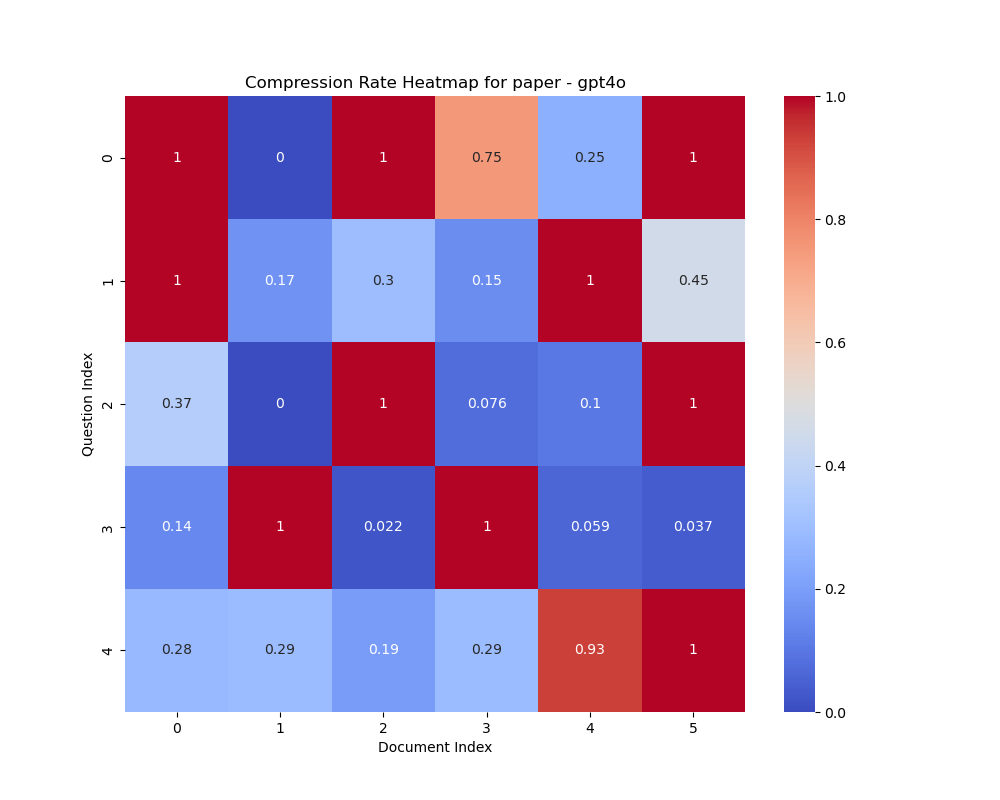 Compression Rate Heatmap for paper - gpt4o
1 0 1 0.75 0.25 1
1 0.17 0.3 0.15 1 0.45
0.37 0 1 0.076 0.1 1
0.14 1 0.022 1 0.059 0.037
0.28 0.29 0.19 0.29 0.93 1
0
1
2
3
4
Question Index
0 1 2 3 4 5
Document Index
1.0
0.8
0.6
0.4
0.2
0.0